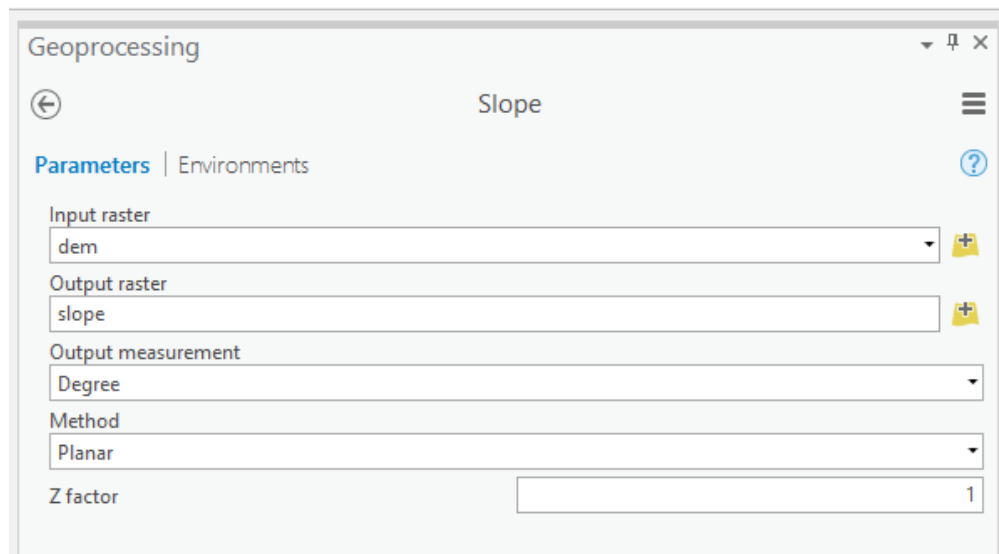 Geoprocessing
Slope
Parameters | Environments
Input raster
dem
Output raster
slope
Output measurement
Degree
Method
Planar
Z factor 1